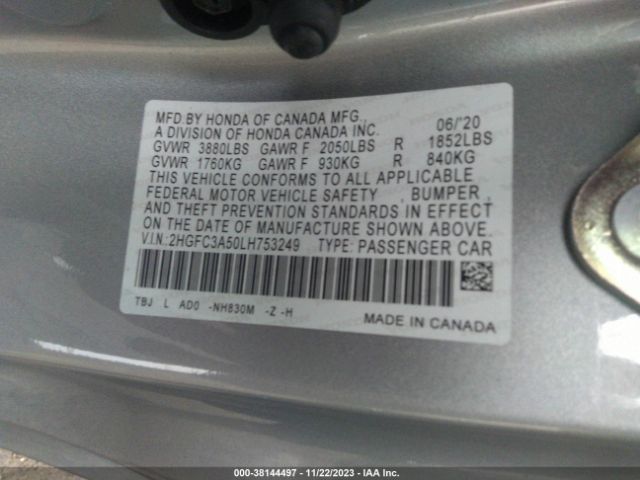 MFD.BY HONDA OF CANADA MFG., 06/'20
A DIVISION OF HONDA CANADA INC.
GVWR 3880LBS GAWR F 2050LBS R 1852LBS
GVWR 1760KG GAWR F 930KG R 840KG
THIS VEHICLE CONFORMS TO ALL APPLICABLE
FEDERAL MOTOR VEHICLE SAFETY , BUMPER ,
AND THEFT PREVENTION STANDARDS IN EFFECT
ON THE DATE OF MANUFACTURE SHOWN ABOVE.
V.I.N.:2HGFC3A50LH753249 TYPE: PASSENGER CAR
TBJ L AD0 -NH830M -Z -H
MADE IN CANADA
000-38144497 - 11/22/2023 - IAA Inc.